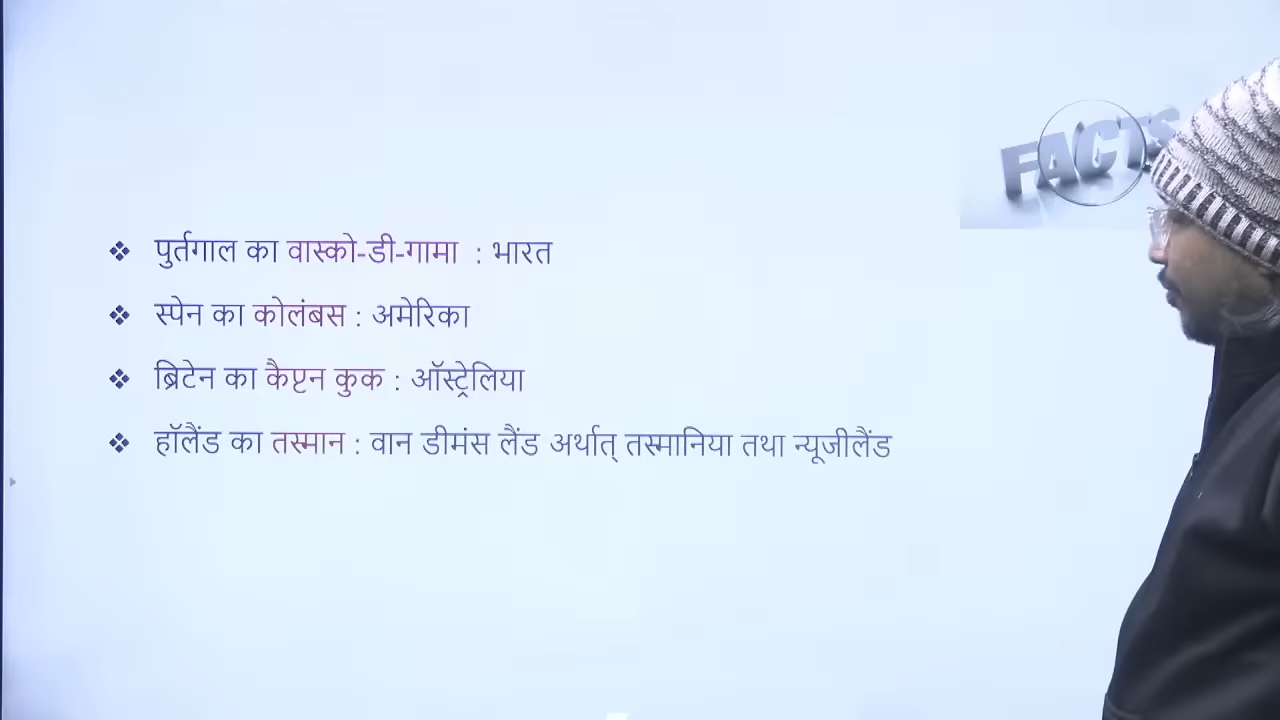 FACTS
❖ पुर्तगाल का वास्को-डी-गामा : भारत
❖ स्पेन का कोलंबस : अमेरिका
❖ ब्रिटेन का कैप्टन कुक : ऑस्ट्रेलिया
❖ हॉलैंड का तस्मान : वान डीमंस लैंड अर्थात् तस्मानिया तथा न्यूजीलैंड